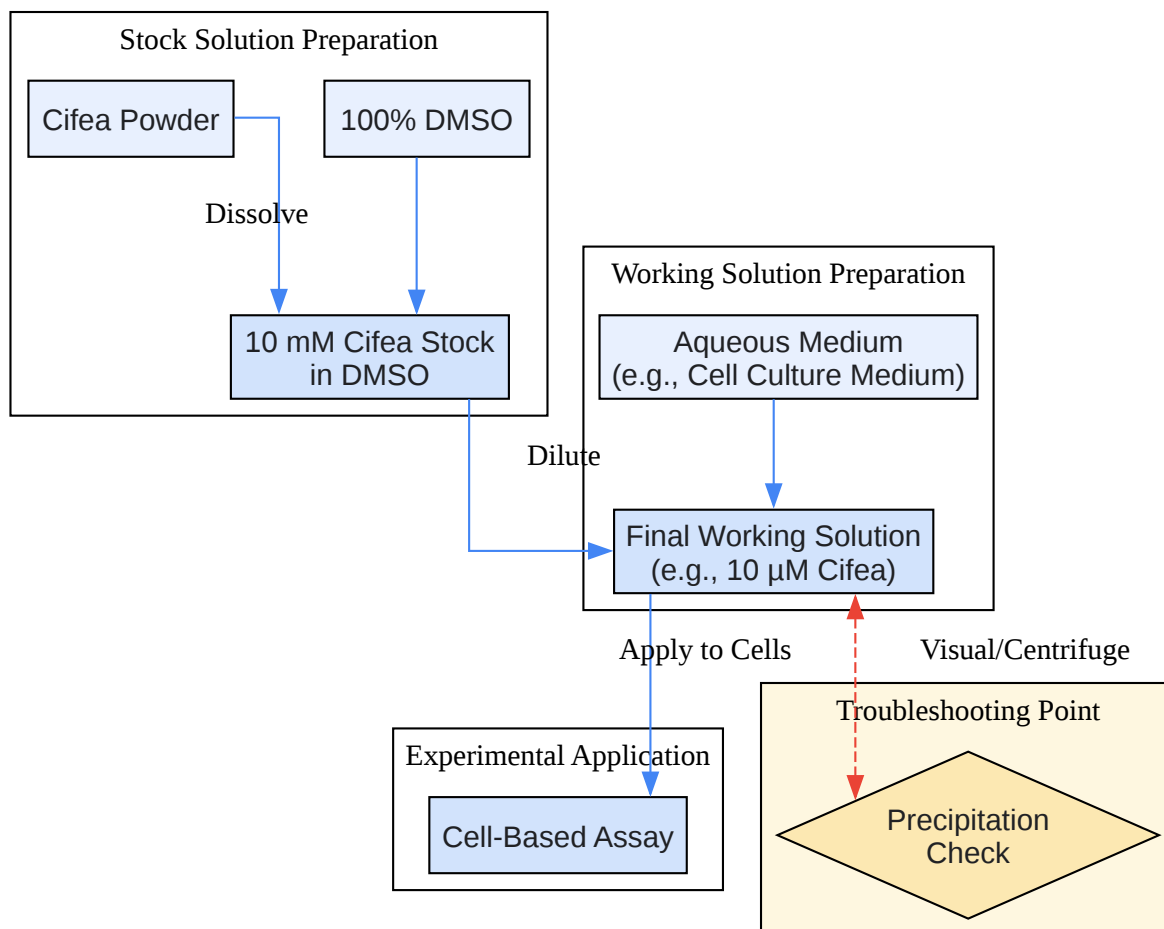 Stock Solution Preparation
Cifea Powder
100% DMSO
Dissolve
10 mM Cifea Stock
in DMSO
Working Solution Preparation
Aqueous Medium
(e.g., Cell Culture Medium)
Dilute
Final Working Solution
(e.g., 10 µM Cifea)
Apply to Cells
Visual/Centrifuge
Troubleshooting Point
Experimental Application
Cell-Based Assay
Precipitation
Check